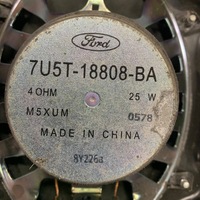 Ford
7U5T-18808-BA
4 OHM 25 W
M5XUM 0578
MADE IN CHINA
8Y226a